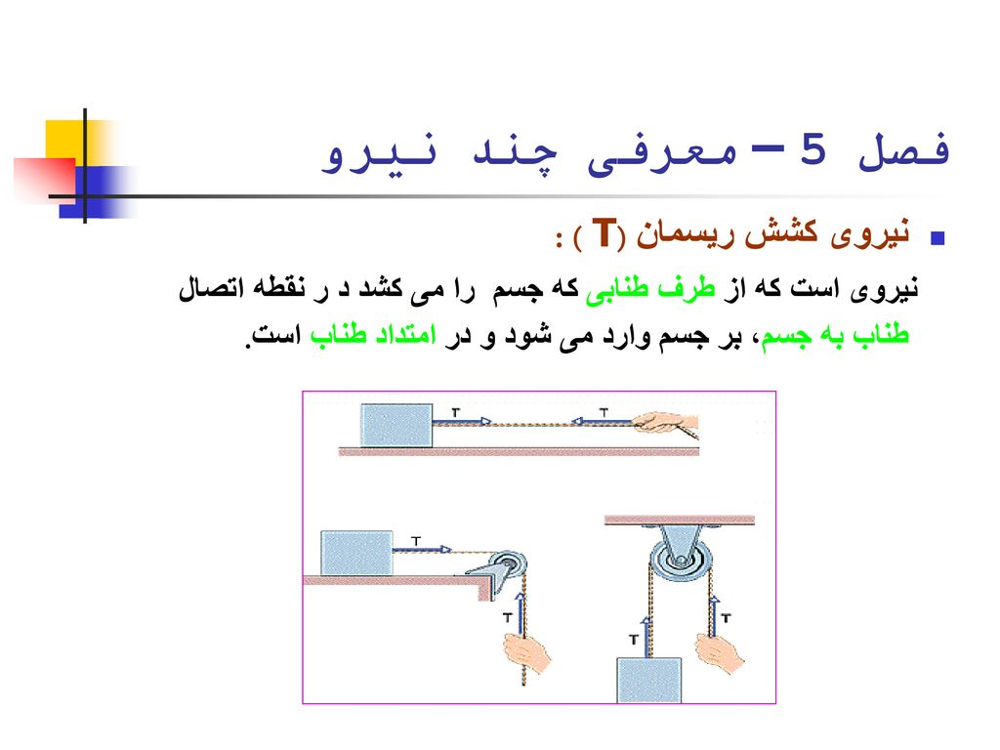 فصل 5 – معرفی چند نیرو
نیروی کشش ریسمان (T ) :
نیروی است که از طرف طنابی که جسم را می کشد د ر نقطه اتصال
طناب به جسم، بر جسم وارد می شود و در امتداد طناب است.
T
T
T
T
T
T